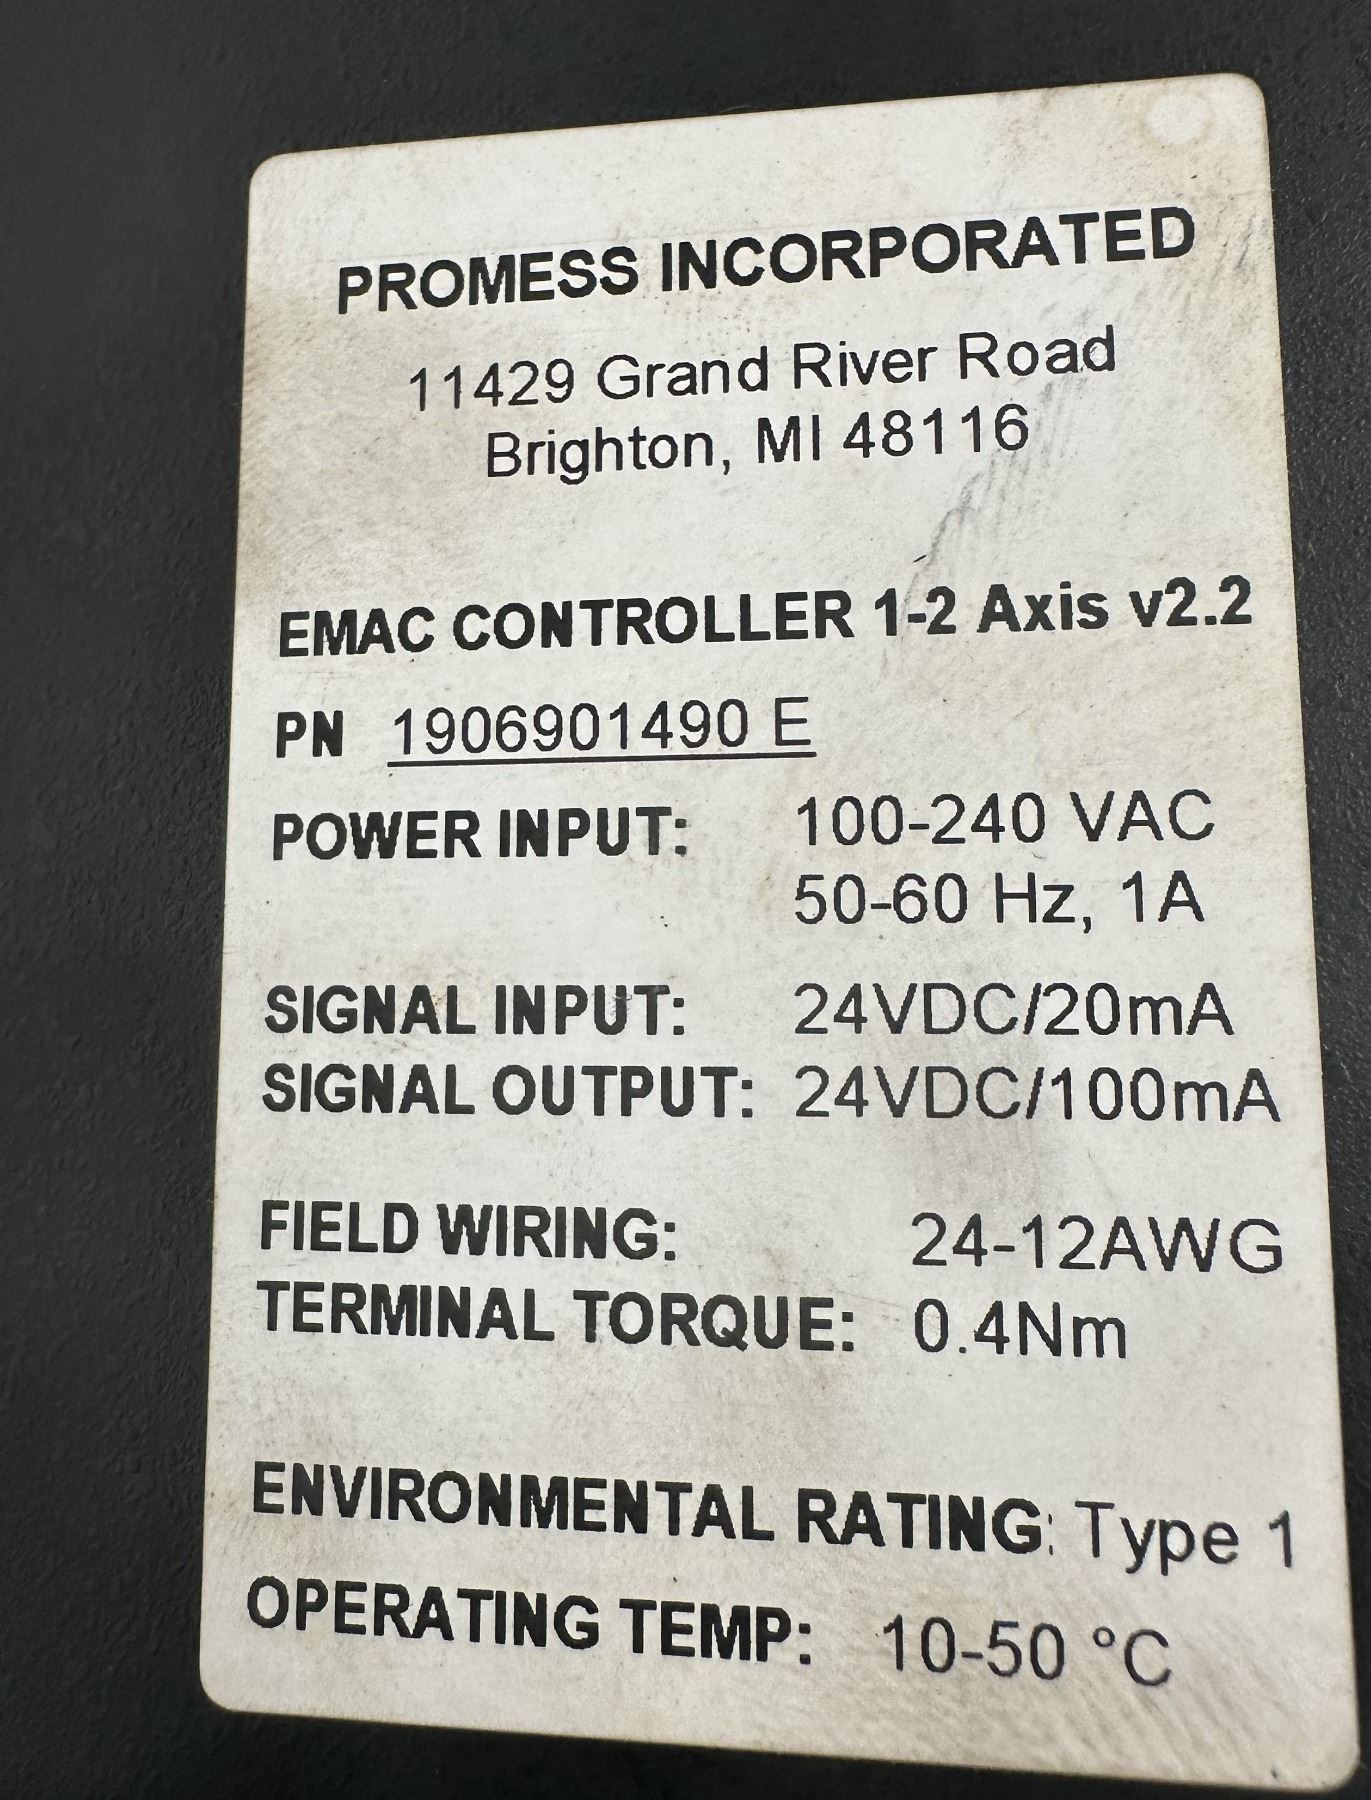 PROMESS INCORPORATED
11429 Grand River Road
Brighton, MI 48116
EMAC CONTROLLER 1-2 Axis v2.2
PN 1906901490 E
POWER INPUT: 100-240 VAC
50-60 Hz, 1A
SIGNAL INPUT: 24VDC/20mA
SIGNAL OUTPUT: 24VDC/100mA
FIELD WIRING: 24-12AWG
TERMINAL TORQUE: 0.4Nm
ENVIRONMENTAL RATING: Type 1
OPERATING TEMP: 10-50 °C